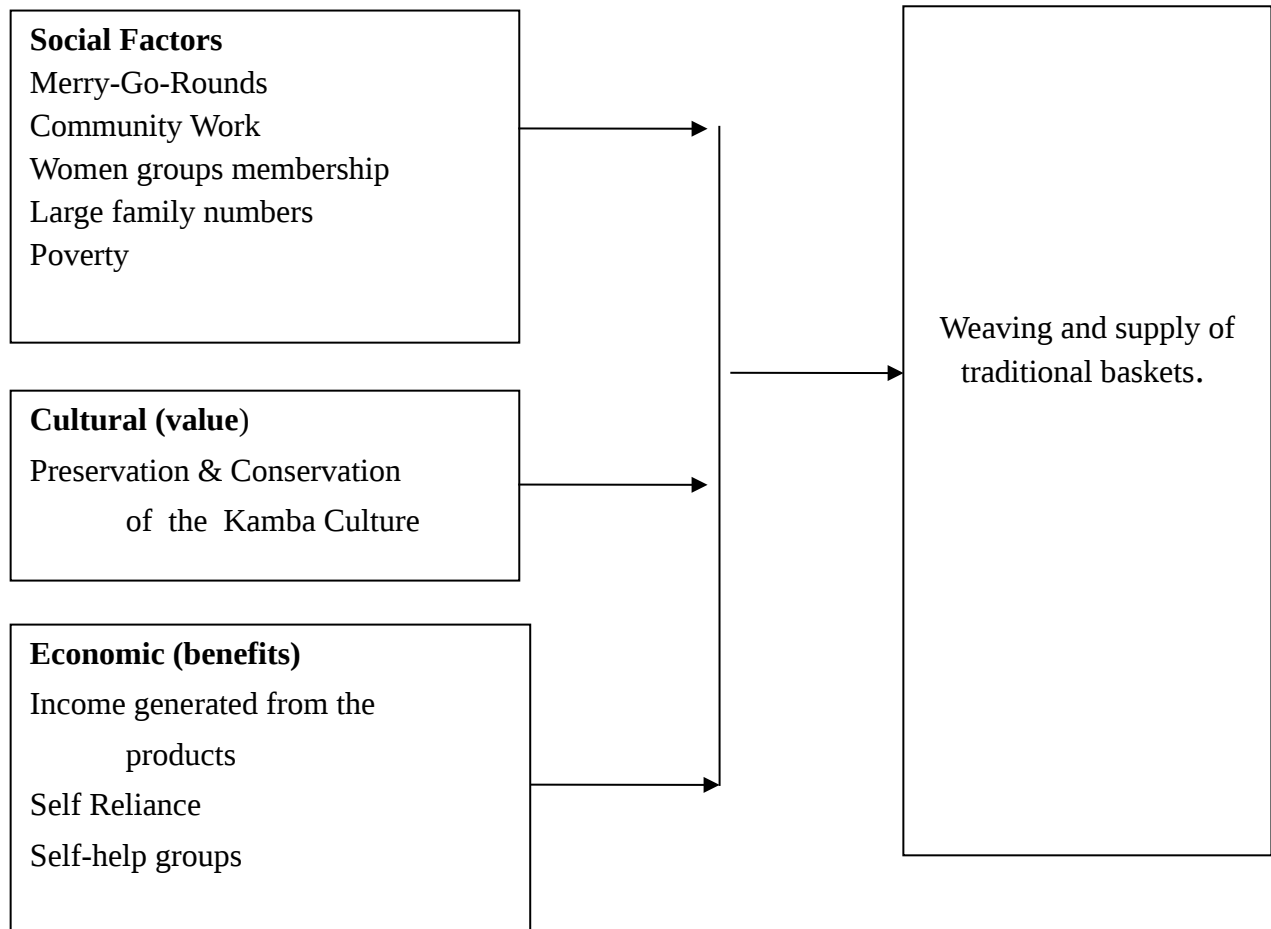 Social Factors
Merry-Go-Rounds
Community Work
Women groups membership
Large family numbers
Poverty
Cultural (value)
Preservation & Conservation
of the Kamba Culture
Economic (benefits)
Income generated from the
products
Self Reliance
Self-help groups
Weaving and supply of
traditional baskets.